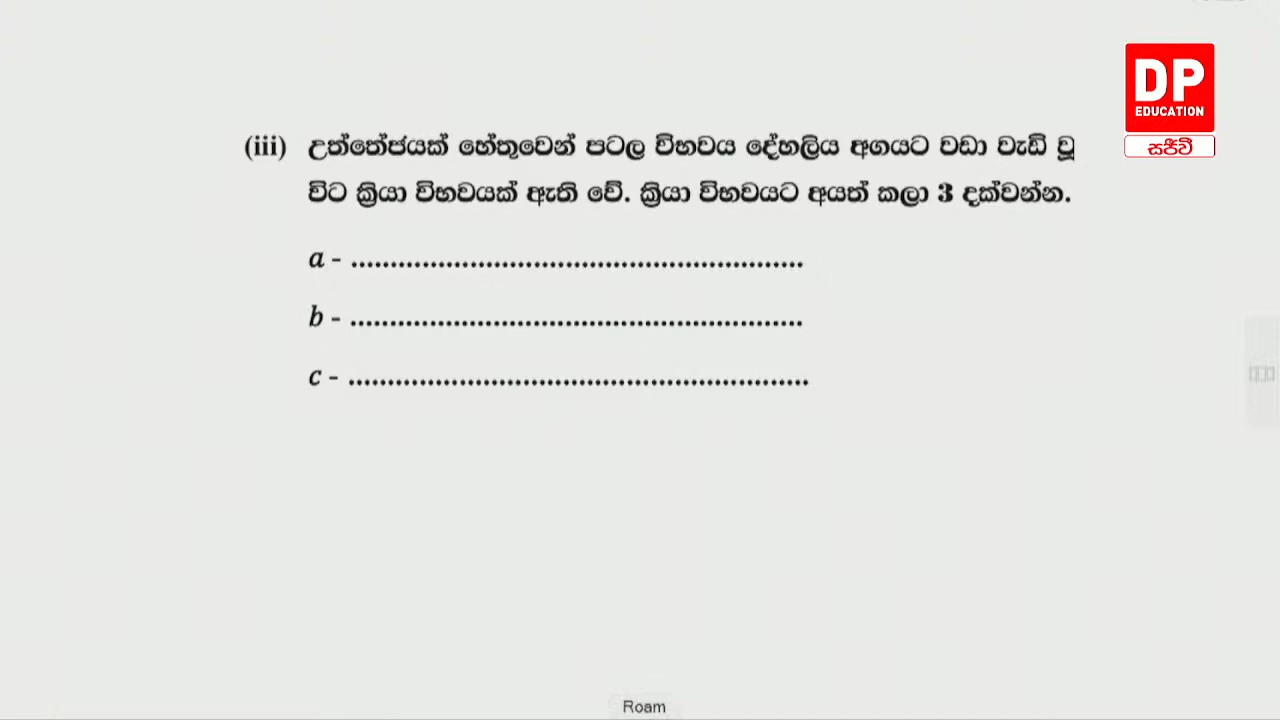 DP
EDUCATION
සජීවී
(iii) උත්තේජයක් හේතුවෙන් පටල විභවය දේහලිය අගයට වඩා වැඩි වූ
විට ක්‍රියා විභවයක් ඇති වේ. ක්‍රියා විභවයට අයත් කලා 3 දක්වන්න.
a - ........................................................
b - ........................................................
c - .........................................................
Roam